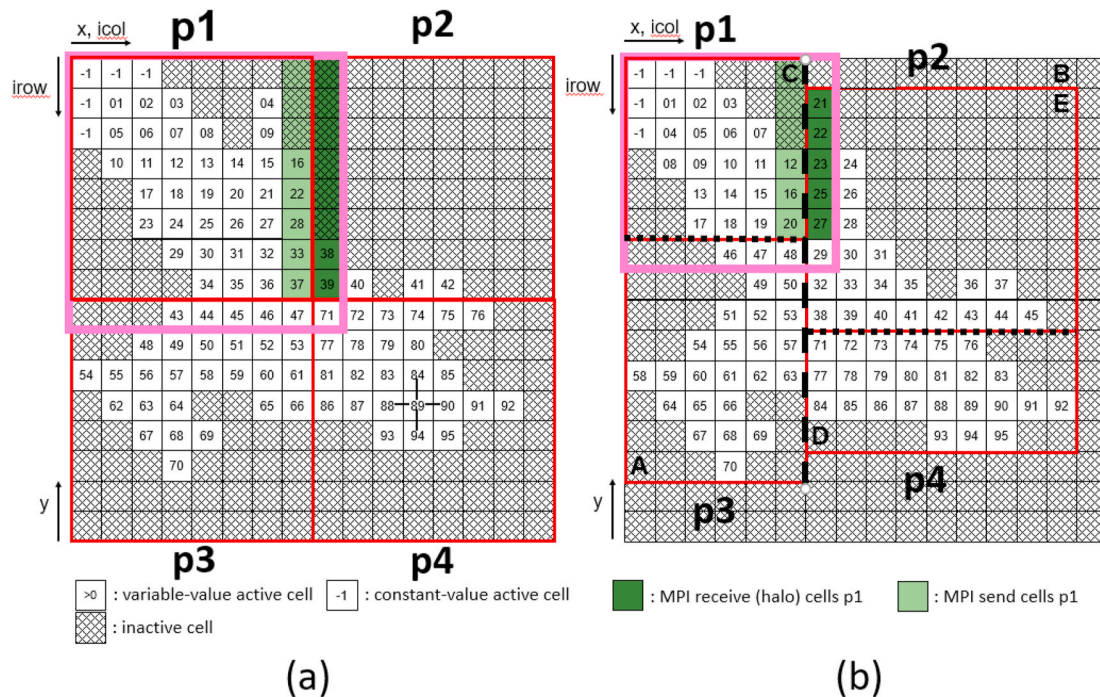 x, icol p1 p2
irow
-1 -1 -1
-1 01 02 03 04
-1 05 06 07 08 09
10 11 12 13 14 15 16
17 18 19 20 21 22
23 24 25 26 27 28
29 30 31 32 33 38
34 35 36 37 39 40 41 42
43 44 45 46 47 71 72 73 74 75 76
48 49 50 51 52 53 77 78 79 80
54 55 56 57 58 59 60 61 81 82 83 84 85
62 63 64 65 66 86 87 88 89 90 91 92
67 68 69 93 94 95
70
y
p3 p4
x, icol p1 p2
irow
-1 -1 -1 C B
-1 01 02 03 21 E
-1 04 05 06 07 22
08 09 10 11 12 23 24
13 14 15 16 25 26
17 18 19 20 27 28
46 47 48 29 30 31
49 50 32 33 34 35 36 37
51 52 53 38 39 40 41 42 43 44 45
54 55 56 57 71 72 73 74 75 76
58 59 60 61 62 63 77 78 79 80 81 82 83
64 65 66 84 85 86 87 88 89 90 91 92
67 68 69 D 93 94 95
A 70
y
p3 p4
>0 : variable-value active cell -1 : constant-value active cell
: inactive cell
: MPI receive (halo) cells p1 : MPI send cells p1
(a) (b)